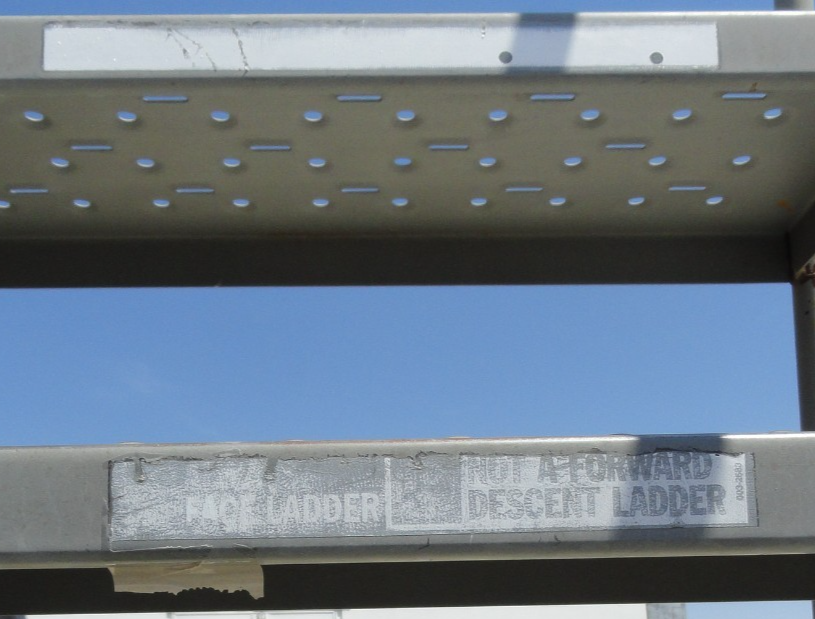 NOT A FORWARD
FACE LADDER DESCENT LADDER